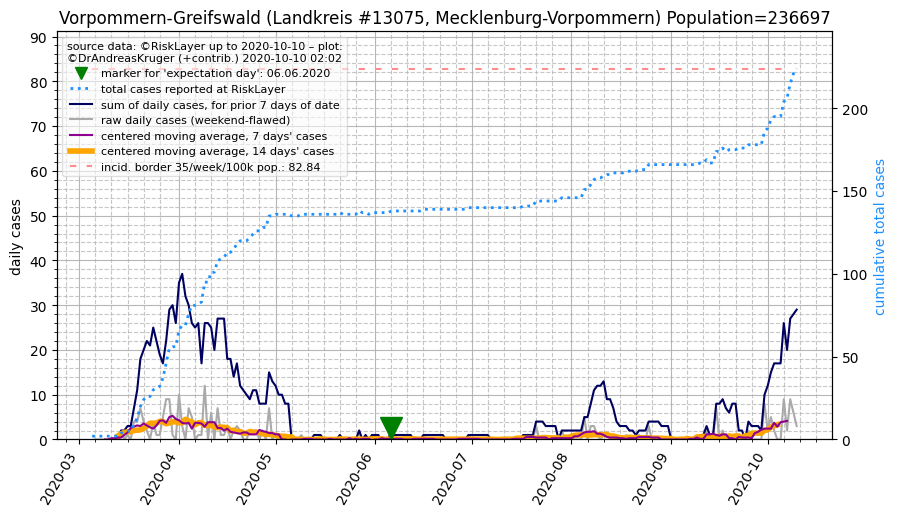 Vorpommern-Greifswald (Landkreis #13075, Mecklenburg-Vorpommern) Population=236697
source data: ©RiskLayer up to 2020-10-10 – plot:
©DrAndreasKruger (+contrib.) 2020-10-10 02:02
marker for 'expectation day': 06.06.2020
total cases reported at RiskLayer
sum of daily cases, for prior 7 days of date
raw daily cases (weekend-flawed)
centered moving average, 7 days' cases
centered moving average, 14 days' cases
incid. border 35/week/100k pop.: 82.84
daily cases
90
80
70
60
50
40
30
20
10
0
cumulative total cases
200
150
100
50
0
2020-03
2020-04
2020-05
2020-06
2020-07
2020-08
2020-09
2020-10